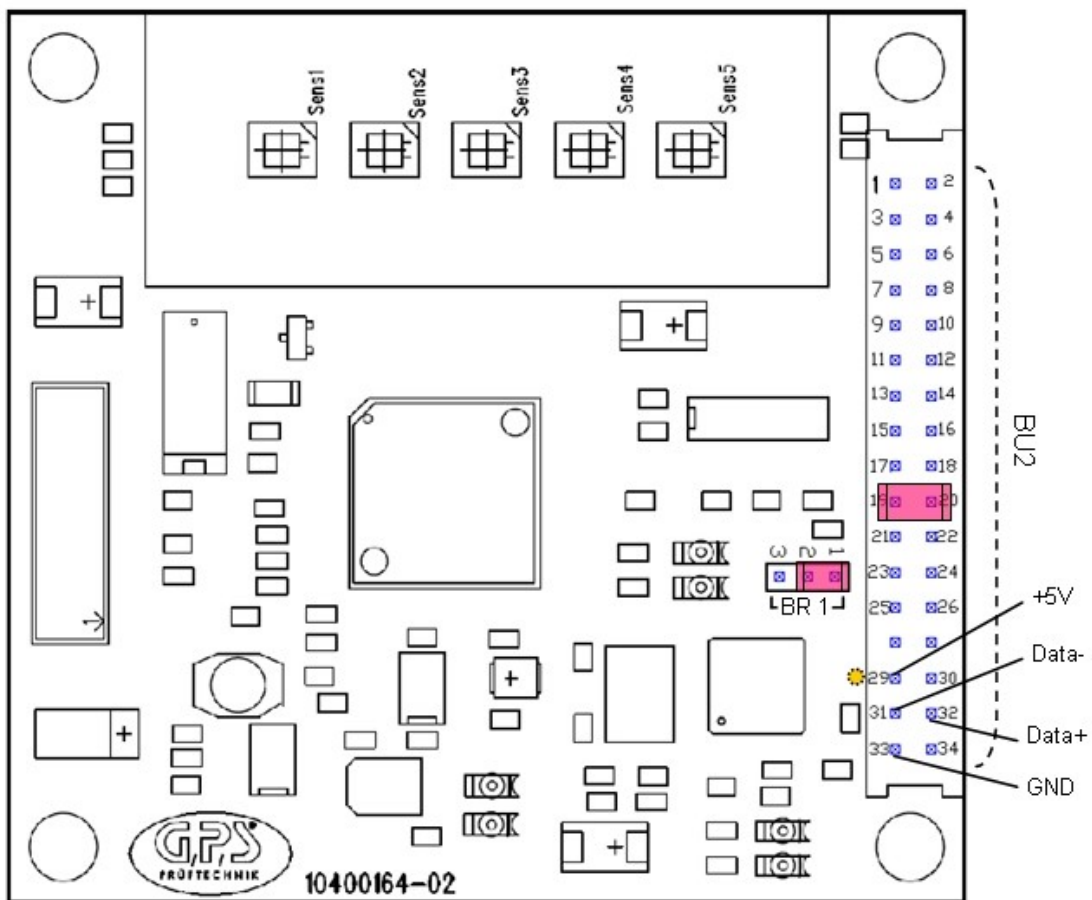 Sens1
Sens2
Sens3
Sens4
Sens5
1 2
3 4
5 6
7 8
9 10
11 12
13 14
15 16
17 18
19 20
21 22
23 24
25 26
29 30
31 32
33 34
BU2
3 2 1
BR 1
+5V
Data-
Data+
GND
G,P,S
PRÜFTECHNIK
10400164-02